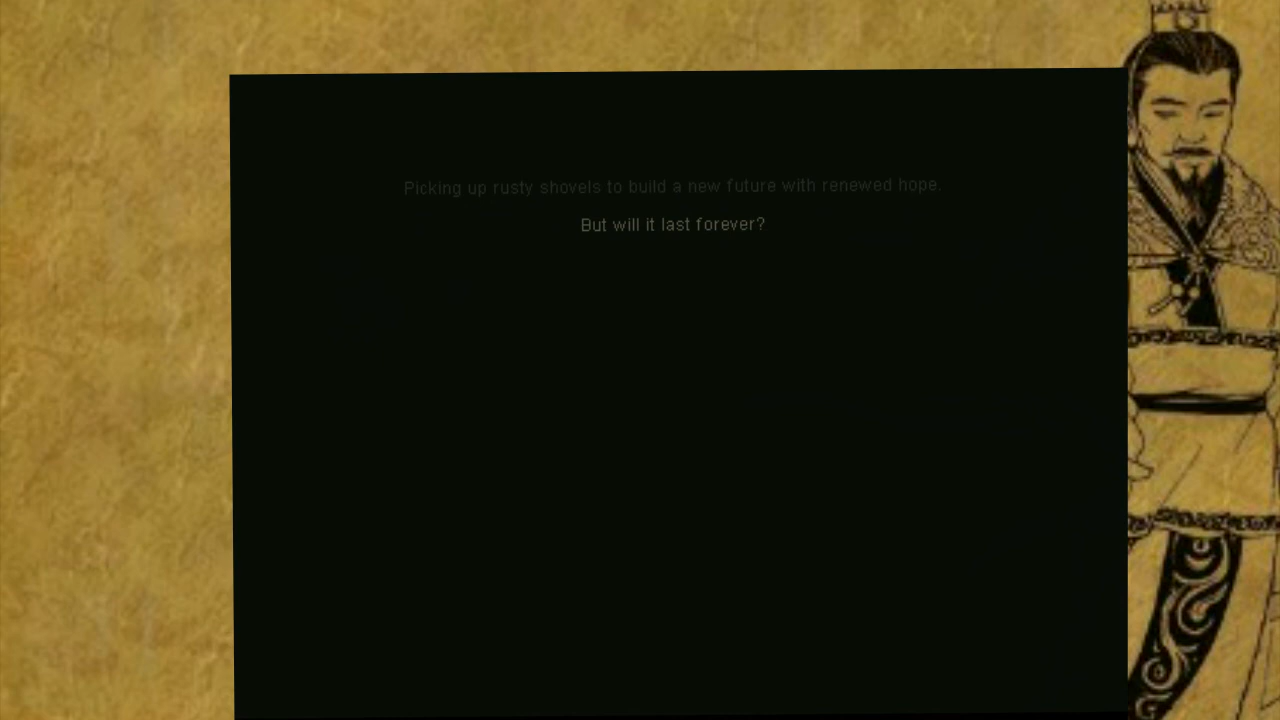 Picking up rusty shovels to build a new future with renewed hope.
But will it last forever?